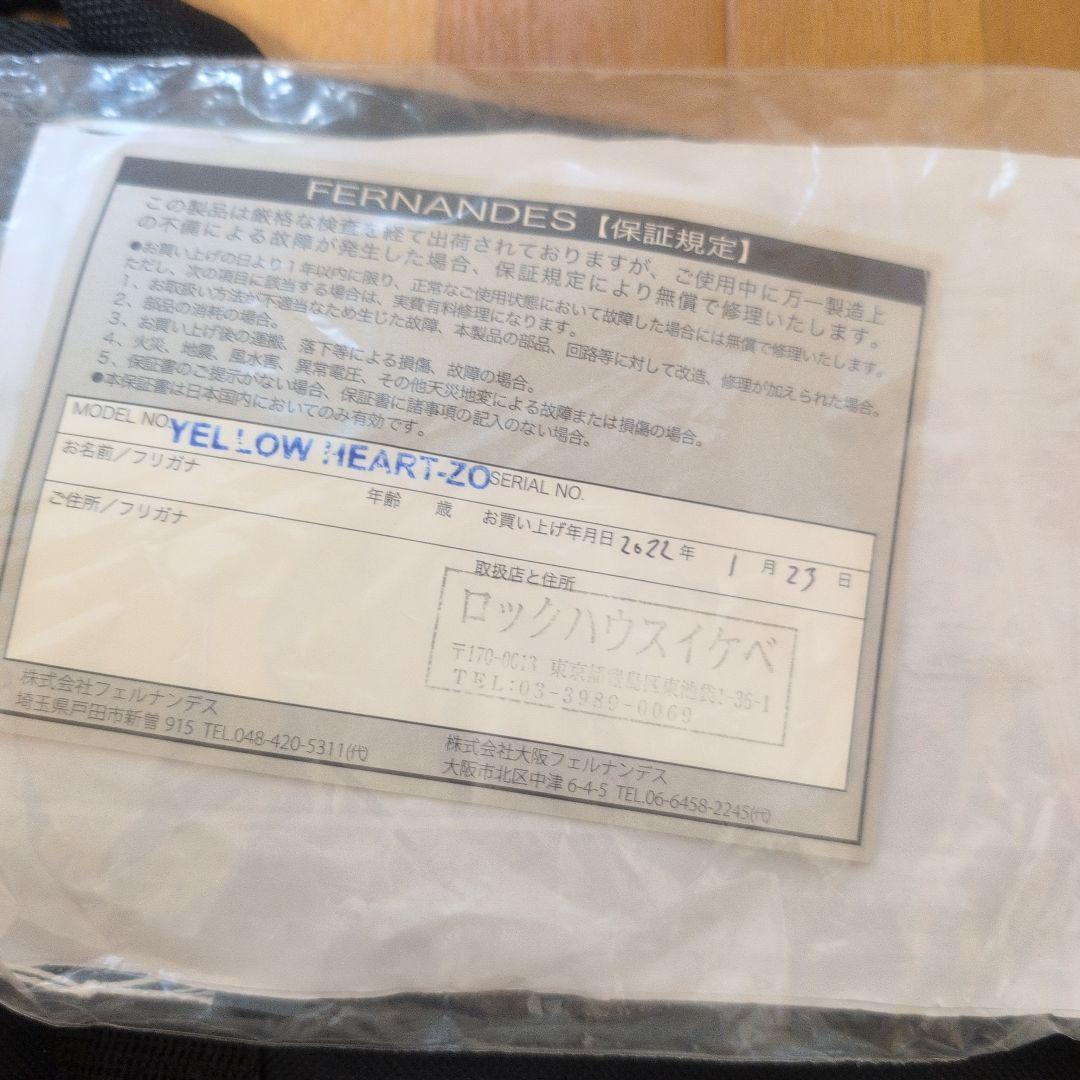 FERNANDES【保証規定】
この製品は厳格な検査を経て出荷されておりますが、ご使用中に万一製造上
の不備による故障が発生した場合、保証規定により無償で修理いたします。
●お買い上げの日より1年以内に限り、正常なご使用状態において故障した場合には無償で修理いたします。
ただし、次の項目に該当する場合は、実費有料修理になります。
1、お取扱い方法が不適当なため生じた故障、本製品の部品、回路等に対して改造、修理が加えられた場合。
2、部品の消耗の場合。
3、お買い上げ後の運搬、落下等による損傷、故障の場合。
4、火災、地震、風水害、異常電圧、その他天災地変による故障または損傷の場合。
5、保証書のご提示がない場合、保証書に諸事項の記入のない場合。
●本保証書は日本国内においてのみ有効です。
MODEL NO. YELLOW HEART-ZO SERIAL NO.
お名前／フリガナ 年齢 歳 お買い上げ年月日 2022 年 1 月 23 日
ご住所／フリガナ
取扱店と住所
ロックハウスイケベ
〒170-0013 東京都豊島区東池袋1-36-1
TEL:03-3989-0069
株式会社フェルナンデス
埼玉県戸田市新曽 915 TEL.048-420-5311(代)
株式会社大阪フェルナンデス
大阪市北区中津 6-4-5 TEL.06-6458-2245(代)